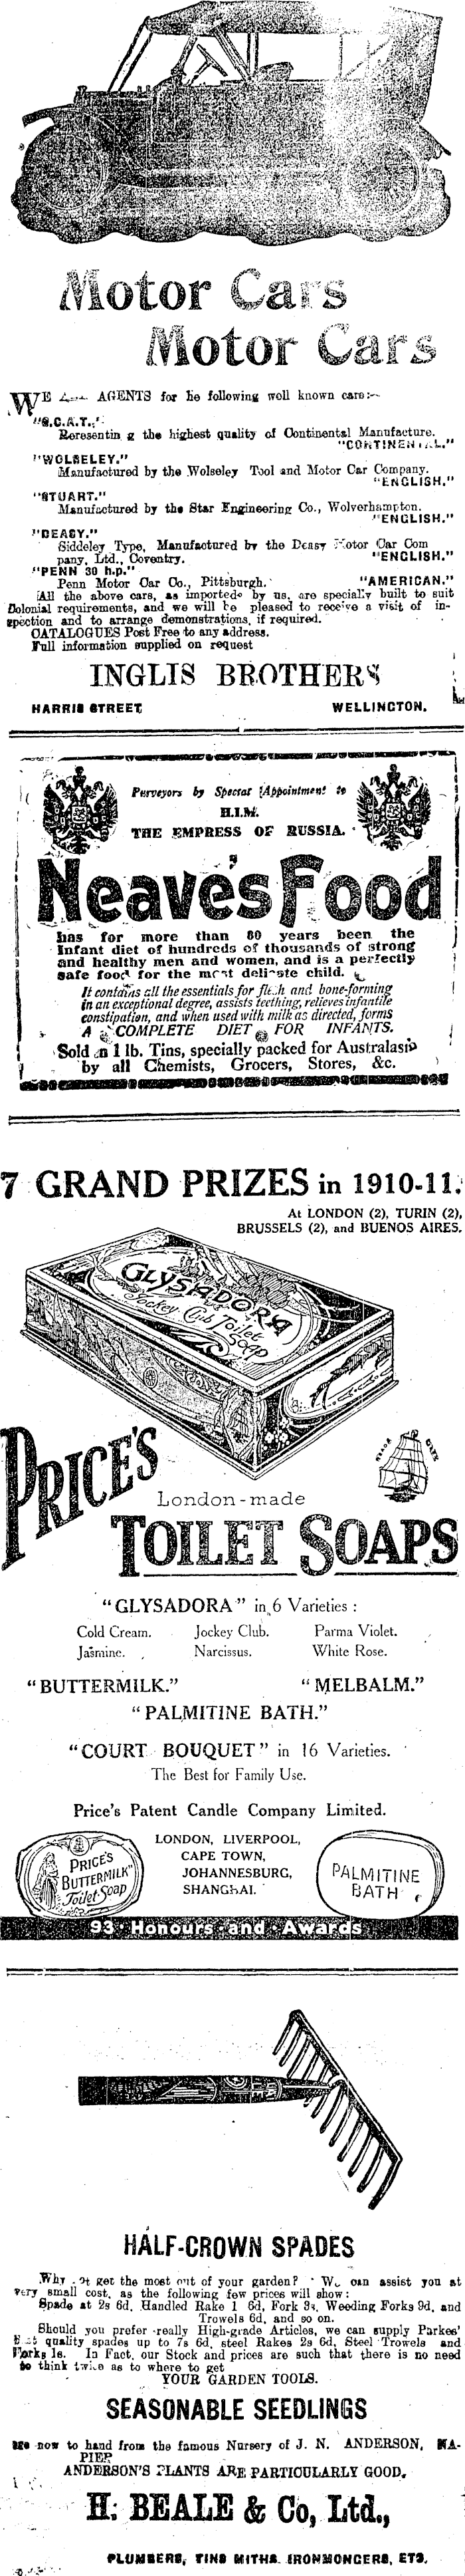 Motor Cars
Motor Cars
WE AGENTS for he following well known cars:—
"S.C.A.T.,"
Reresentin g the highest quality of Continental Manufacture.
"CONTINENTAL."
"WOLSELEY."
Manufactured by the Wolseley Tool and Motor Car Company.
"ENGLISH."
"STUART."
Manufactured by the Star Engineering Co., Wolverhampton.
"ENGLISH."
"DEASY."
Siddeley Type, Manufactured by the Deasy Motor Car Com
pany, Ltd., Coventry. "ENGLISH."
"PENN 30 h.p."
Penn Motor Car Co., Pittsburgh. "AMERICAN."
All the above cars, as imported by us, are specially built to suit
Colonial requirements, and we will be pleased to receive a visit of in-
spection and to arrange demonstrations, if required.
CATALOGUES Post Free to any address.
Full information supplied on request
INGLIS BROTHERS
HARRIS STREET WELLINGTON.
Purveyors by Special Appointment to
H.I.M.
THE EMPRESS OF RUSSIA.
Neave's Food
has for more than 80 years been the
infant diet of hundreds of thousands of strong
and healthy men and women, and is a perfectly
safe food for the most delicate child.
It contains all the essentials for flesh and bone-forming
in an exceptional degree, assists teething, relieves infantile
constipation, and when used with milk as directed, forms
A COMPLETE DIET FOR INFANTS.
Sold in 1 lb. Tins, specially packed for Australasia
by all Chemists, Grocers, Stores, &c.
7 GRAND PRIZES in 1910-11.
At LONDON (2), TURIN (2),
BRUSSELS (2), and BUENOS AIRES.
GLYSADORA
Jockey Club Toilet
Soap
PRICE'S
London-made
TOILET SOAPS
"GLYSADORA" in 6 Varieties :
Cold Cream. Jockey Club. Parma Violet.
Jasmine. Narcissus. White Rose.
"BUTTERMILK." "MELBALM."
"PALMITINE BATH."
"COURT BOUQUET" in 16 Varieties.
The Best for Family Use.
Price's Patent Candle Company Limited.
LONDON, LIVERPOOL,
CAPE TOWN,
JOHANNESBURG,
SHANGHAI.
PRICE'S
BUTTERMILK
Toilet Soap
PALMITINE
BATH
93 · Honours · and · Awards
HALF-CROWN SPADES
Why not get the most out of your garden? We can assist you at
very small cost, as the following few prices will show:
Spade at 2s 6d, Handled Rake 1 6d, Fork 3s, Weeding Forks 9d, and
Trowels 6d, and so on.
Should you prefer really High-grade Articles, we can supply Parkes'
Best quality spades up to 7s 6d, steel Rakes 2s 6d, Steel Trowels and
Forks 1s. In Fact, our Stock and prices are such that there is no need
to think twice as to where to get
YOUR GARDEN TOOLS.
SEASONABLE SEEDLINGS
are now to hand from the famous Nursery of J. N. ANDERSON, NA-
PIER
ANDERSON'S PLANTS ARE PARTICULARLY GOOD.
H. BEALE & Co, Ltd.,
PLUMBERS, TINS MITHS. IRONMONGERS, ETS.